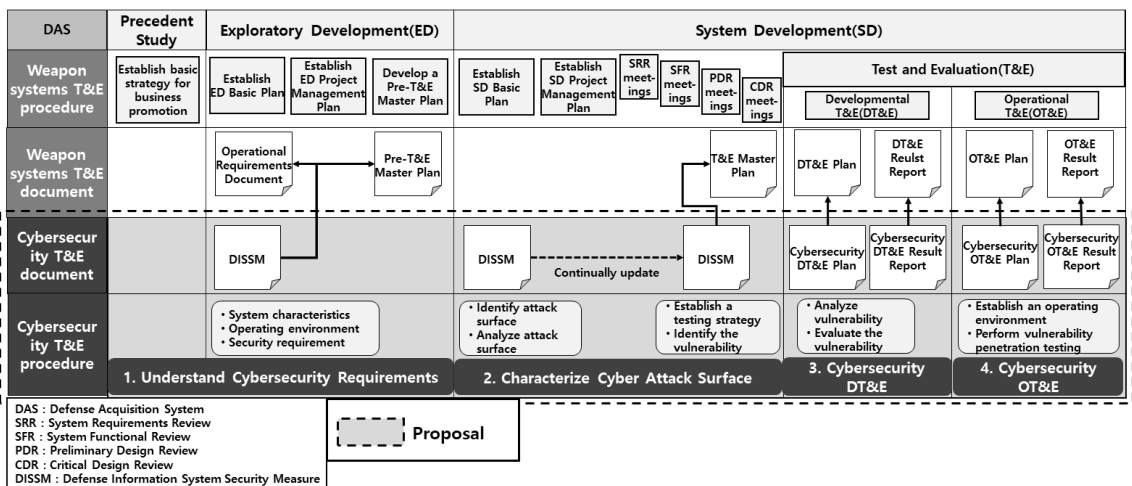 DAS
Precedent
Study
Exploratory Development(ED)
System Development(SD)
Weapon
systems T&E
procedure
Establish basic
strategy for
business
promotion
Establish
ED Basic Plan
Establish
ED Project
Management
Plan
Develop a
Pre-T&E
Master Plan
Establish
SD Basic
Plan
Establish
SD Project
Management
Plan
SRR
meet-
ings
SFR
meet-
ings
PDR
meet-
ings
CDR
meet-
ings
Test and Evaluation(T&E)
Developmental
T&E(DT&E)
Operational
T&E(OT&E)
Weapon
systems T&E
document
Operational
Requirements
Document
Pre-T&E
Master Plan
T&E Master
Plan
DT&E Plan
DT&E
Reulst
Report
OT&E Plan
OT&E
Result
Report
Cybersecur
ity T&E
document
DISSM
DISSM
Continually update
DISSM
Cybersecurity
DT&E Plan
Cybersecurity
DT&E Result
Report
Cybersecurity
OT&E Plan
Cybersecurity
OT&E Result
Report
Cybersecur
ity T&E
procedure
• System characteristics
• Operating environment
• Security requirement
• Identify attack
surface
• Analyze attack
surface
• Establish a
testing strategy
• Identify the
vulnerability
• Analyze
vulnerability
• Evaluate the
vulnerability
• Establish an operating
environment
• Perform vulnerability
penetration testing
1. Understand Cybersecurity Requirements
2. Characterize Cyber Attack Surface
3. Cybersecurity
DT&E
4. Cybersecurity
OT&E
DAS : Defense Acquisition System
SRR : System Requirements Review
SFR : System Functional Review
PDR : Preliminary Design Review
CDR : Critical Design Review
DISSM : Defense Information System Security Measure
Proposal